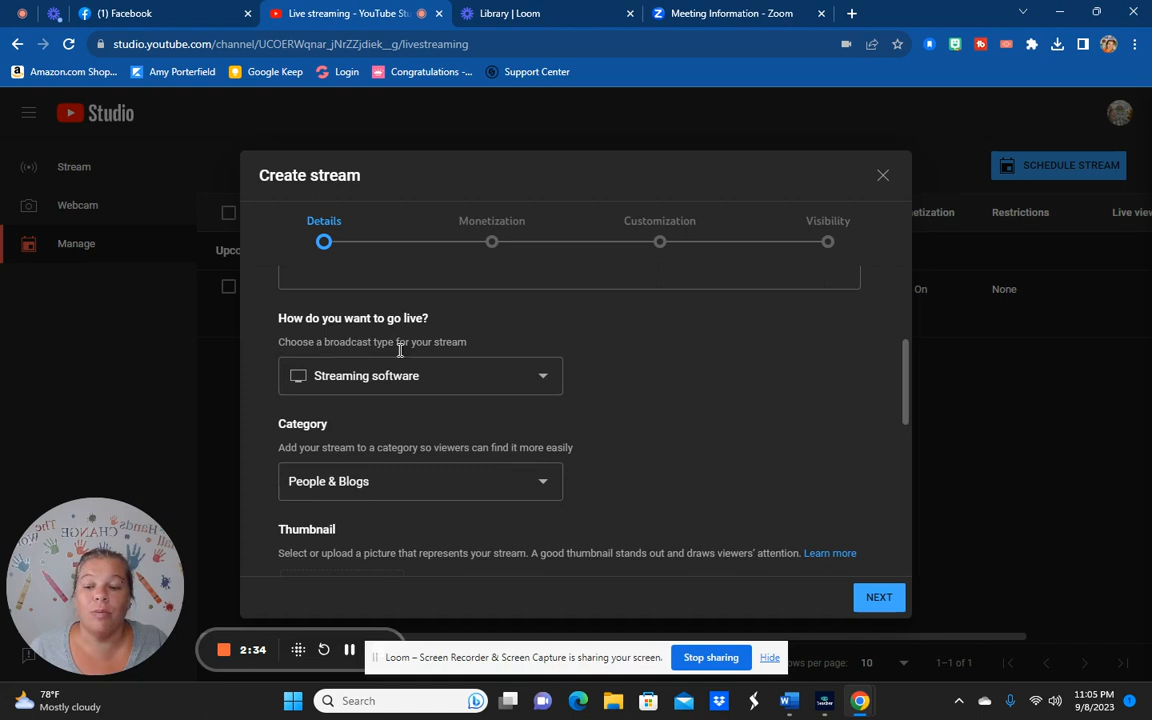 (1) Facebook
Live streaming - YouTube Stu
Library | Loom
Meeting Information - Zoom
studio.youtube.com/channel/UCOERWqnar_jNrZZjdiek__g/livestreaming
Amazon.com Shop...
Amy Porterfield
Google Keep
Login
Congratulations -...
Support Center
Studio
Stream
SCHEDULE STREAM
Create stream
Webcam
Details
Monetization
Customization
Visibility
netization
Restrictions
Live view
Manage
Upco
On
None
How do you want to go live?
Choose a broadcast type for your stream
Streaming software
Category
Add your stream to a category so viewers can find it more easily
People & Blogs
Thumbnail
Select or upload a picture that represents your stream. A good thumbnail stands out and draws viewers' attention. Learn more
NEXT
CHANGE
2:34
Loom – Screen Recorder & Screen Capture is sharing your screen.
Stop sharing
Hide
ows per page:
10
1–1 of 1
78°F
Mostly cloudy
Search
11:05 PM
9/8/2023
1